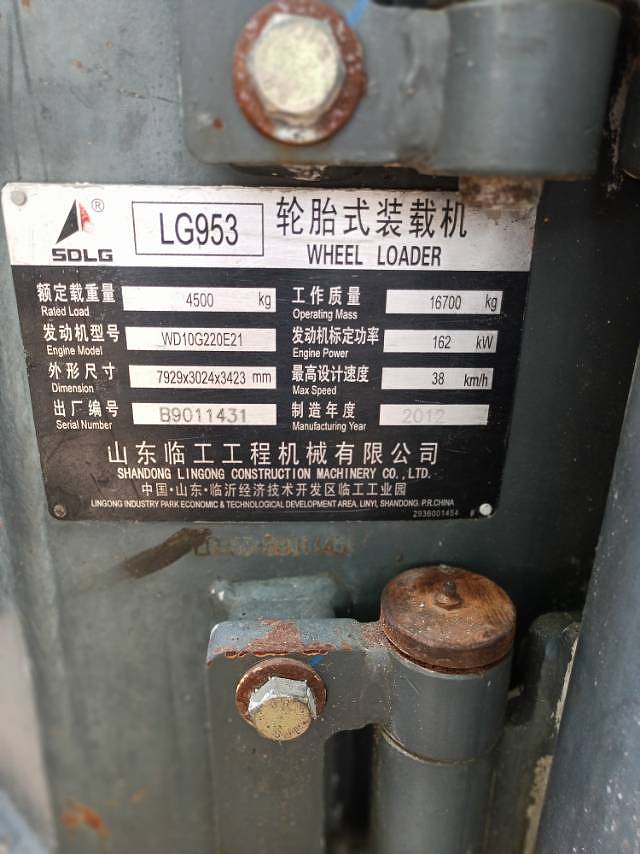 ®
SDLG
LG953
轮胎式装载机
WHEEL LOADER
额定载重量 4500 kg 工作质量 16700 kg
Rated Load Operating Mass
发动机型号 WD10G220E21 发动机标定功率 162 kW
Engine Model Engine Power
外形尺寸 7929x3024x3423 mm 最高设计速度 38 km/h
Dimension Max Speed
出厂编号 B9011431 制造年度 2012
Serial Number Manufacturing Year
山东临工工程机械有限公司
SHANDONG LINGONG CONSTRUCTION MACHINERY CO.,LTD.
中国·山东·临沂经济技术开发区临工工业园
LINGONG INDUSTRY PARK ECONOMIC & TECHNOLOGICAL DEVELOPMENT AREA, LINYI, SHANDONG. P.R.CHINA
2936001454